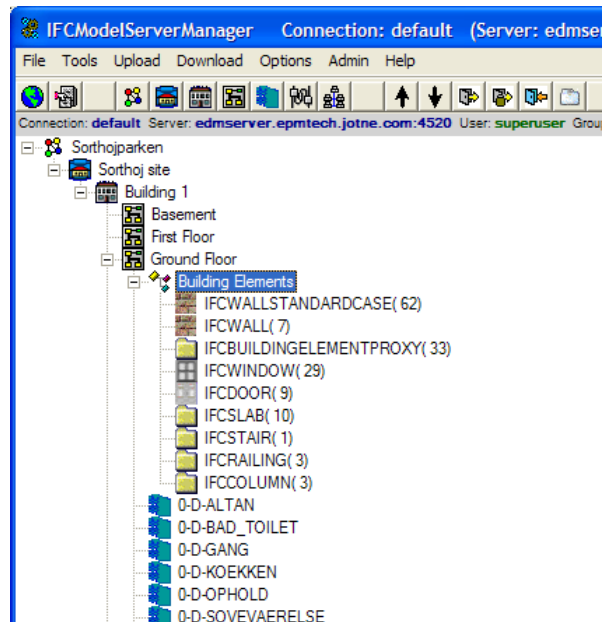 IFCModelServerManager Connection: default (Server: edmser
File Tools Upload Download Options Admin Help
Connection: default Server: edmserver.epmtech.jotne.com:4520 User: superuser Group
Sorthojparken
Sorthoj site
Building 1
Basement
First Floor
Ground Floor
Building Elements
IFCWALLSTANDARDCASE( 62)
IFCWALL( 7)
IFCBUILDINGELEMENTPROXY( 33)
IFCWINDOW( 29)
IFCDOOR( 9)
IFCSLAB( 10)
IFCSTAIR( 1)
IFCRAILING( 3)
IFCCOLUMN( 3)
0-D-ALTAN
0-D-BAD_TOILET
0-D-GANG
0-D-KOEKKEN
0-D-OPHOLD
0-D-SOVEVAERELSE